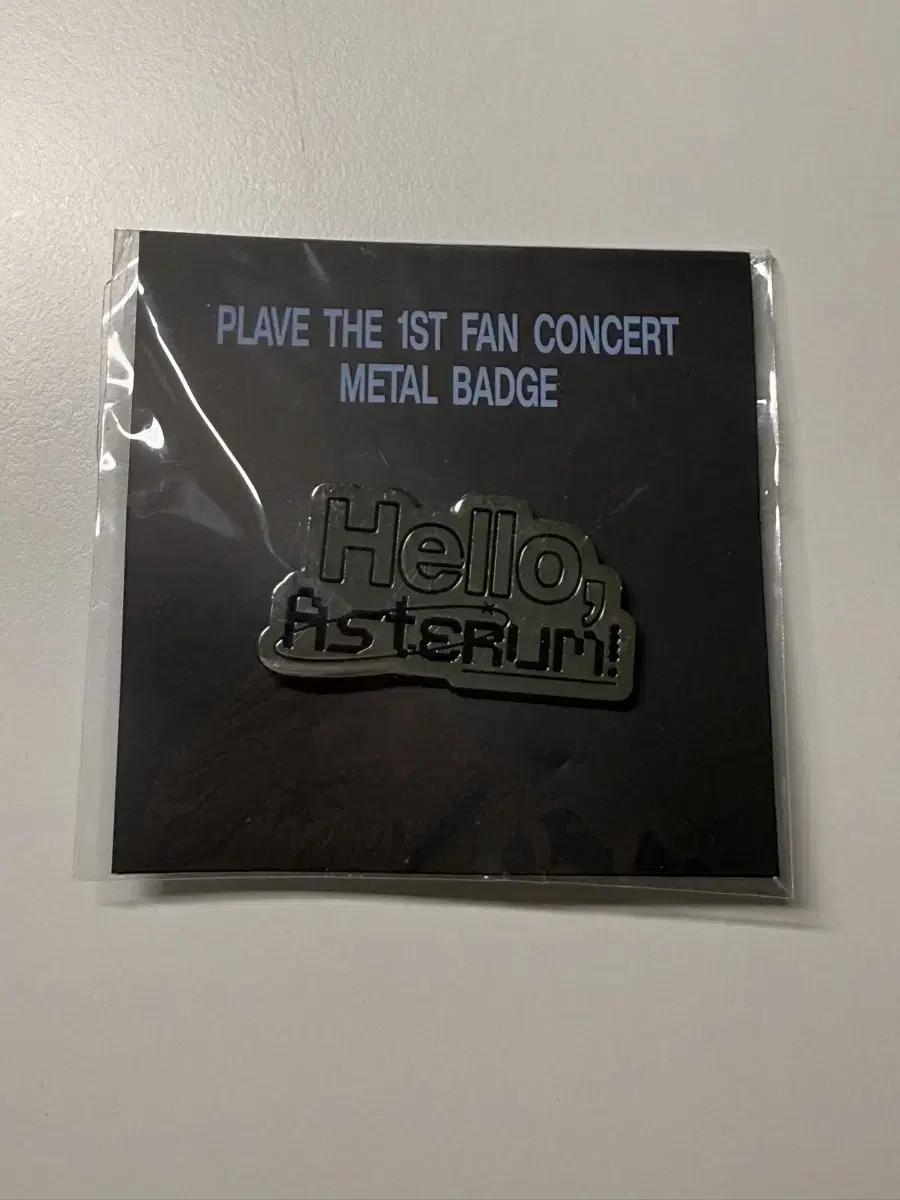 PLAVE THE 1ST FAN CONCERT
METAL BADGE
Hello,
Asterum!